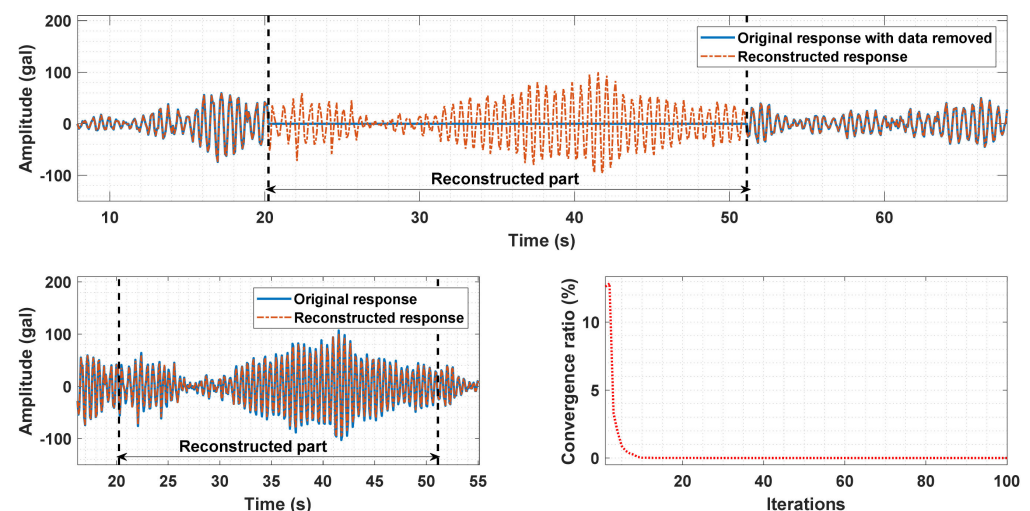 200
100
0
-100
Amplitude (gal)
Original response with data removed
Reconstructed response
Reconstructed part
10 20 30 40 50 60
Time (s)
200
100
0
-100
Amplitude (gal)
Original response
Reconstructed response
Reconstructed part
20 25 30 35 40 45 50 55
Time (s)
10
5
0
Convergence ratio (%)
20 40 60 80 100
Iterations